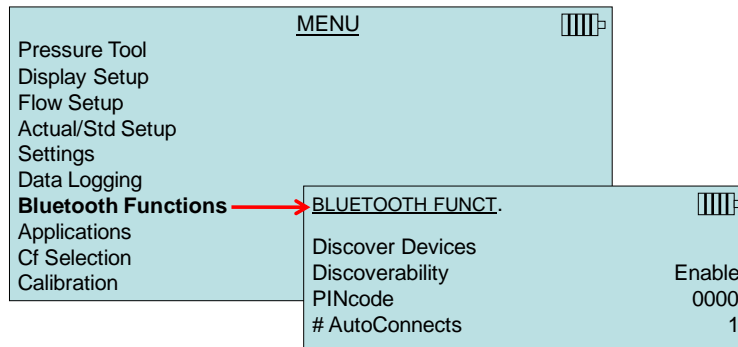 MENU
Pressure Tool
Display Setup
Flow Setup
Actual/Std Setup
Settings
Data Logging
Bluetooth Functions
Applications
Cf Selection
Calibration
BLUETOOTH FUNCT.
Discover Devices
Discoverability Enable
PINcode 0000
# AutoConnects 1